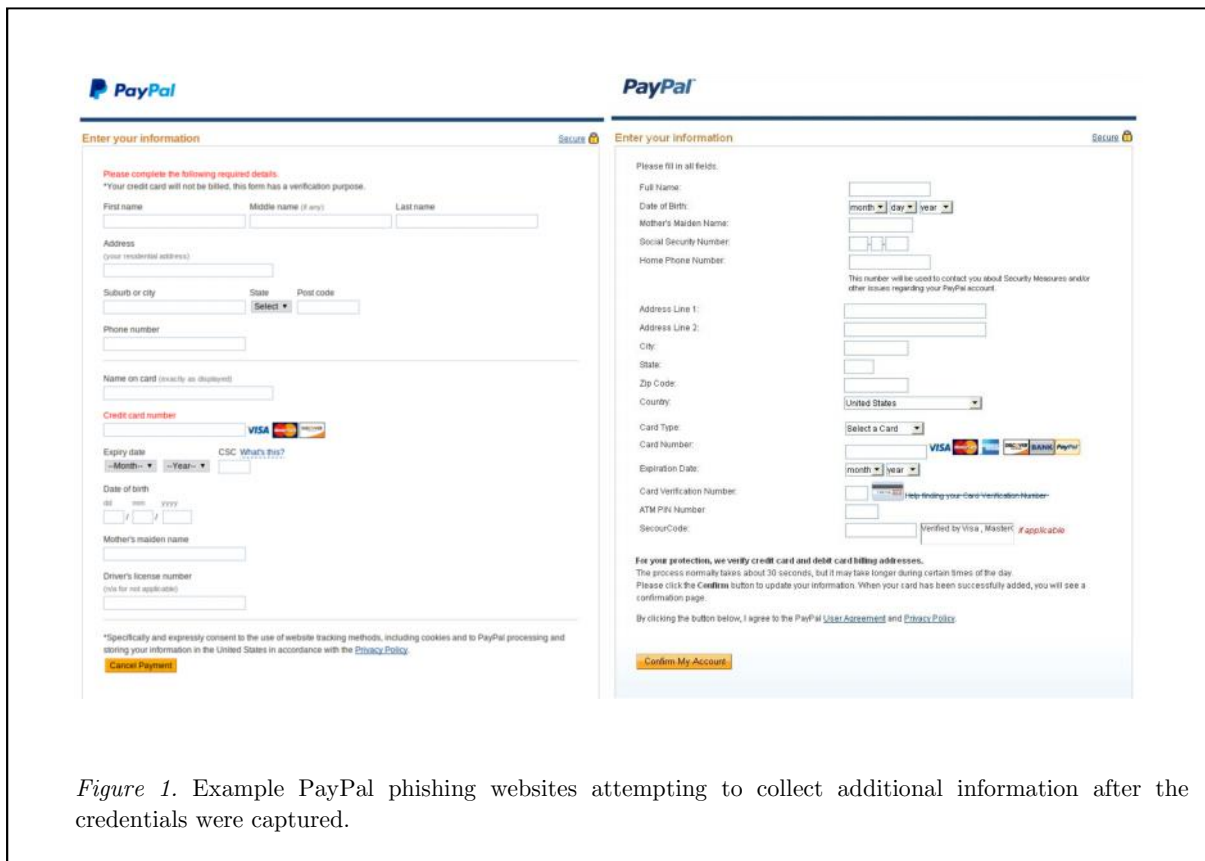 PayPal
Enter your information
Secure
Please complete the following required details.
*Your credit card will not be billed, this form has a verification purpose.
First name Middle name (if any) Last name
Address
(your residential address)
Suburb or city State Post code
Select
Phone number
Name on card (exactly as displayed)
Credit card number
VISA MasterCard DISCOVER
Expiry date CSC What's this?
--Month-- --Year--
Date of birth
dd mm yyyy
/ /
Mother's maiden name
Driver's license number
(n/a for not applicable)
*Specifically and expressly consent to the use of website tracking methods, including cookies and to PayPal processing and
storing your information in the United States in accordance with the Privacy Policy.
Cancel Payment
PayPal
Enter your information
Secure
Please fill in all fields.
Full Name:
Date of Birth: month day year
Mother's Maiden Name:
Social Security Number: - -
Home Phone Number:
This number will be used to contact you about Security Measures and/or
other issues regarding your PayPal account.
Address Line 1:
Address Line 2:
City:
State:
Zip Code:
Country: United States
Card Type: Select a Card
Card Number: VISA MasterCard DISCOVER BANK PayPal
Expiration Date: month year
Card Verification Number: Help finding your Card Verification Number
ATM PIN Number
SecourCode: Verified by Visa , MasterC if applicable
For your protection, we verify credit card and debit card billing addresses.
The process normally takes about 30 seconds, but it may take longer during certain times of the day.
Please click the Confirm button to update your information. When your card has been successfully added, you will see a
confirmation page.
By clicking the button below, I agree to the PayPal User Agreement and Privacy Policy.
Confirm My Account
Figure 1. Example PayPal phishing websites attempting to collect additional information after the
credentials were captured.